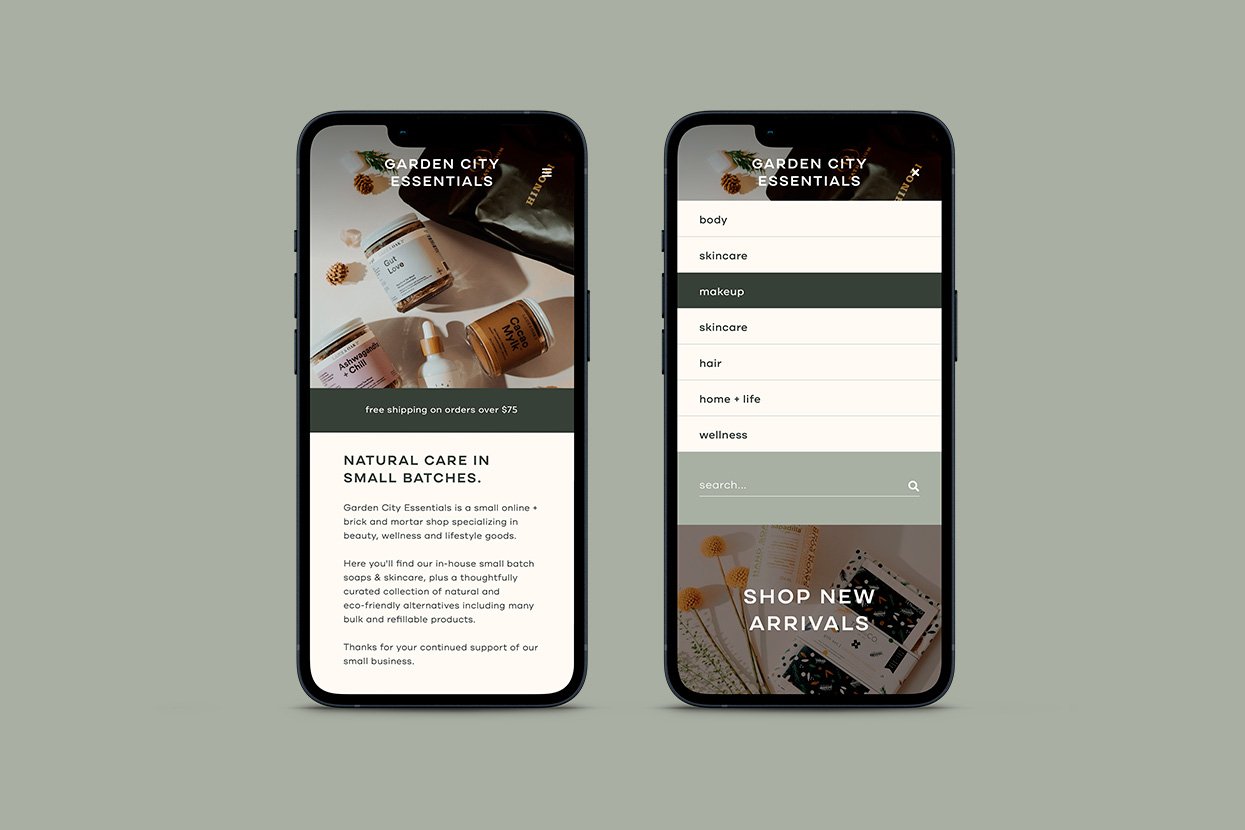 GARDEN CITY
ESSENTIALS
HINOKI
Gut
Love
Cacao
Mylk
Ashwagandha
+ Chill
free shipping on orders over $75
NATURAL CARE IN
SMALL BATCHES.
Garden City Essentials is a small online +
brick and mortar shop specializing in
beauty, wellness and lifestyle goods.
Here you'll find our in-house small batch
soaps & skincare, plus a thoughtfully
curated collection of natural and
eco-friendly alternatives including many
bulk and refillable products.
Thanks for your continued support of our
small business.
GARDEN CITY
ESSENTIALS
HINOKI
body
skincare
makeup
skincare
hair
home + life
wellness
search...
sapadilla
SHOP NEW
ARRIVALS